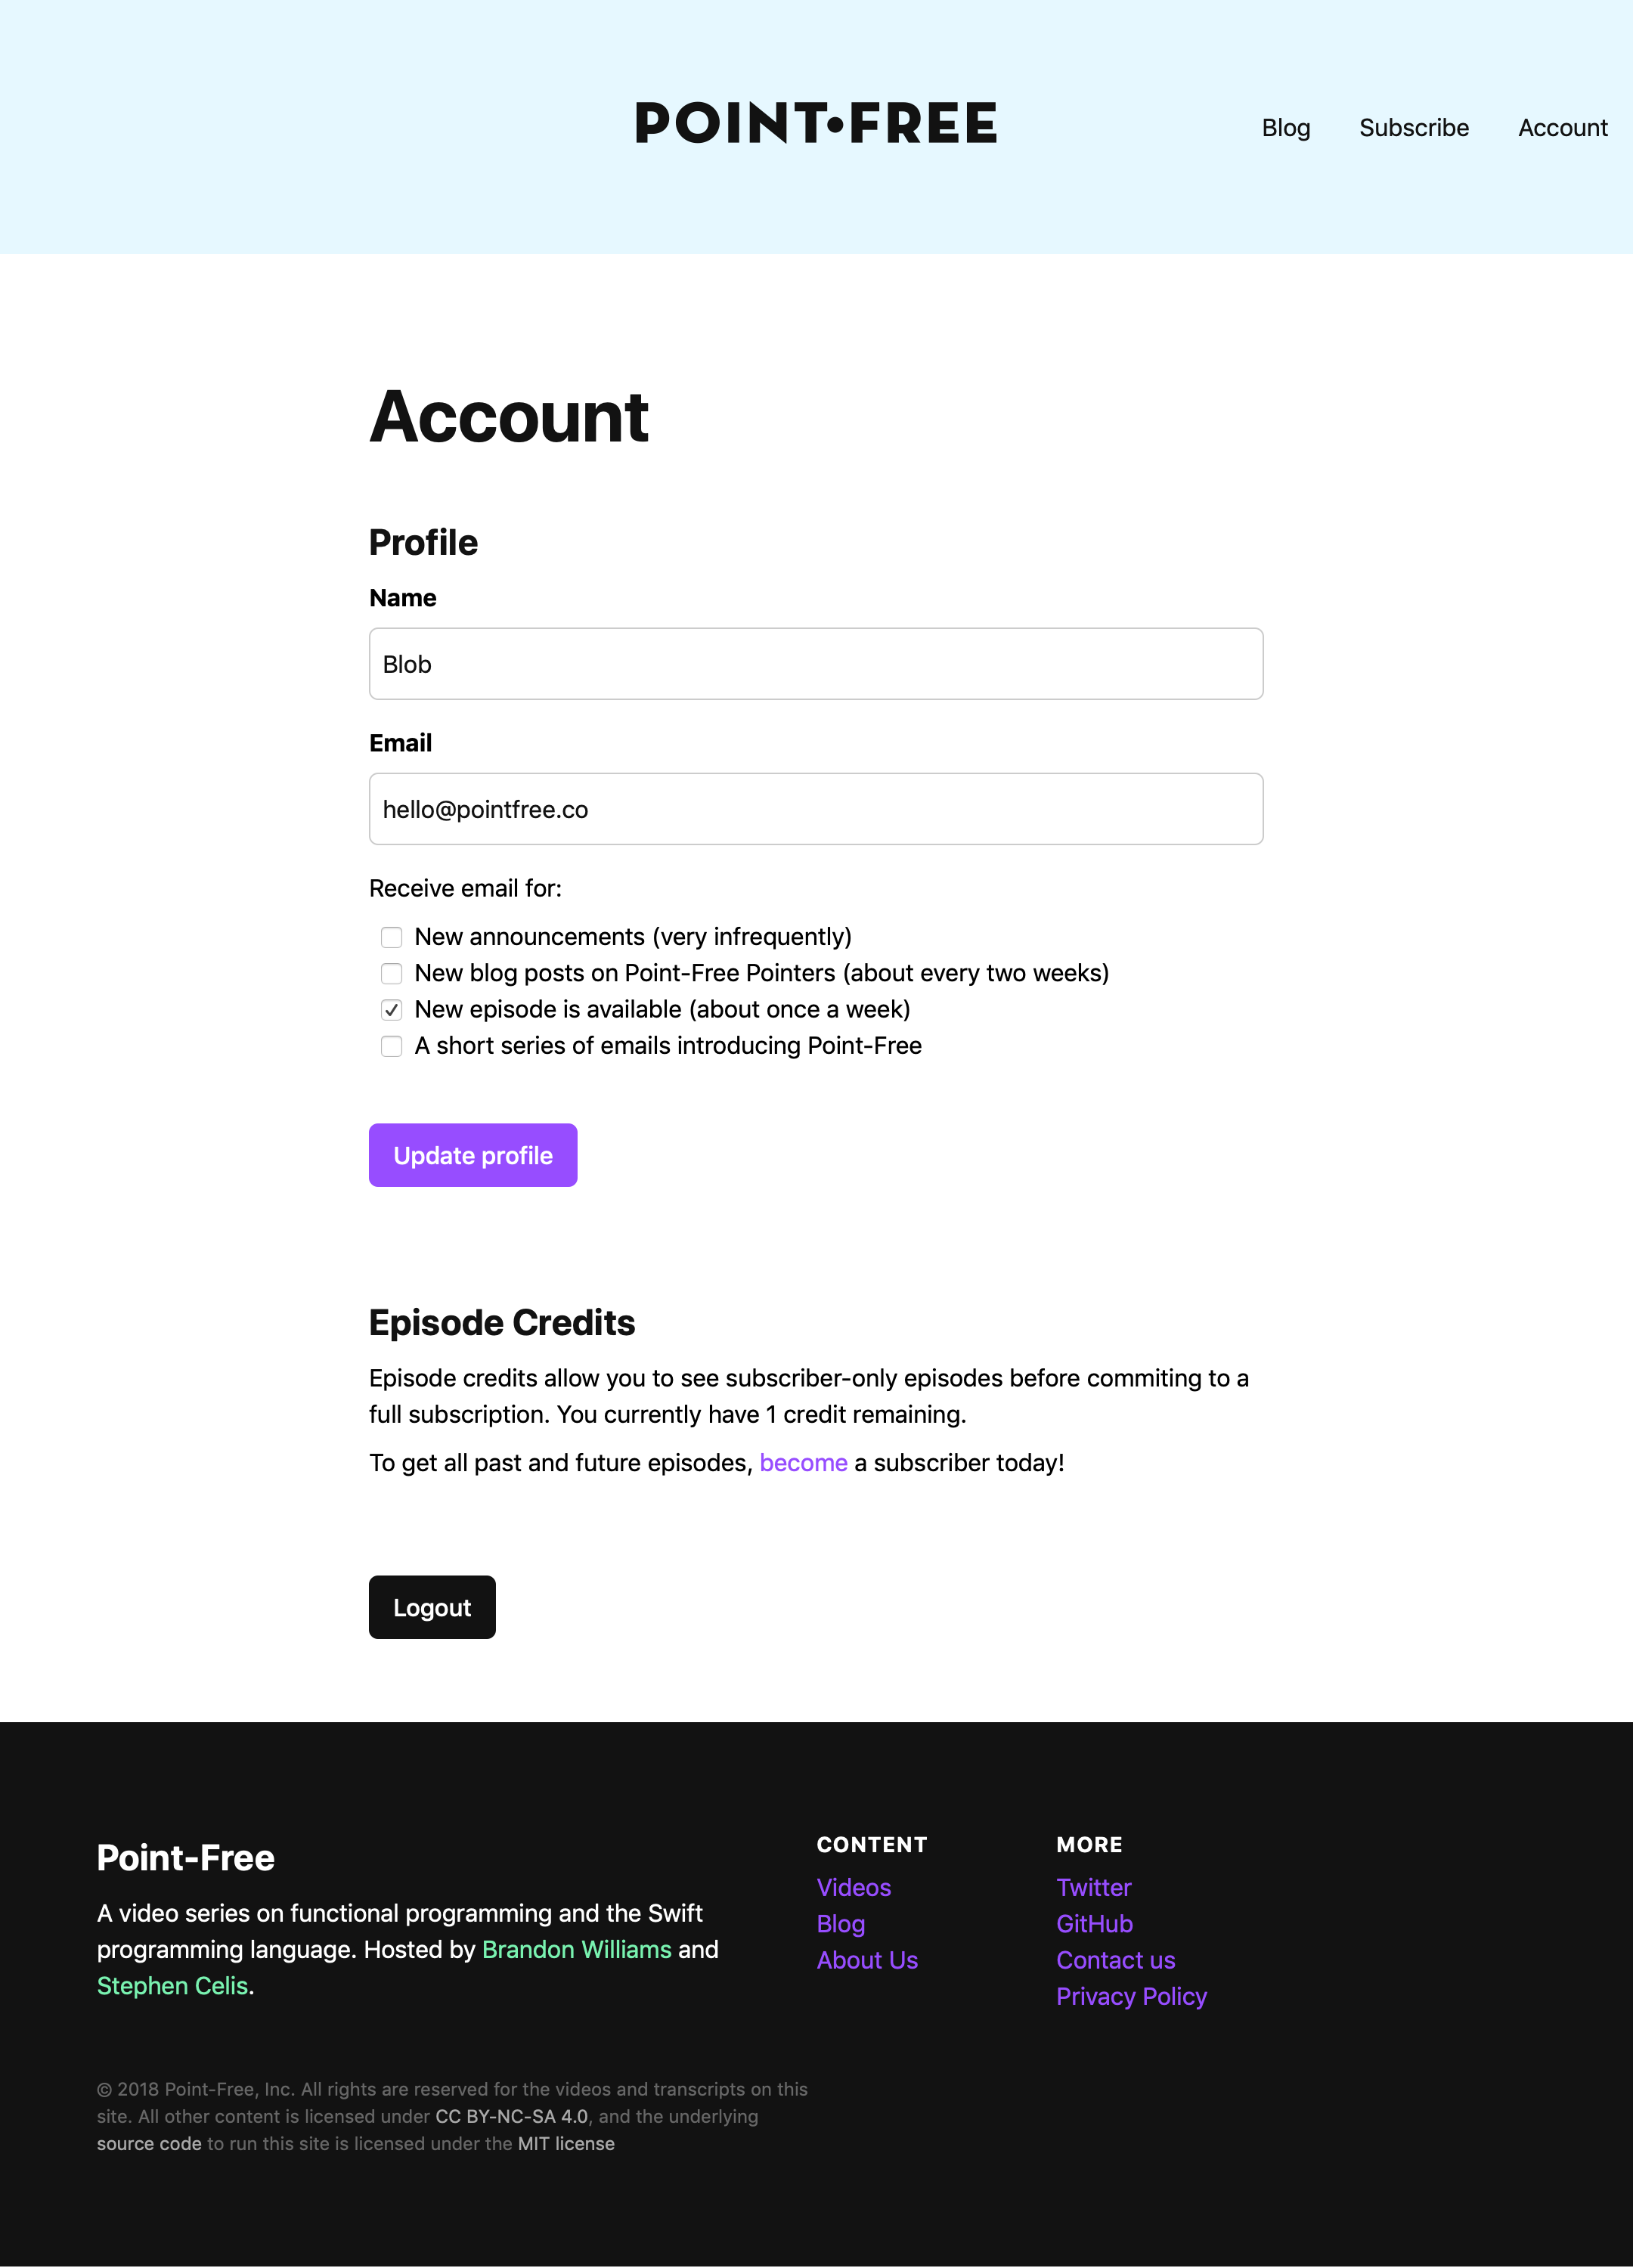 POINT•FREE
Blog Subscribe Account
Account
Profile
Name
Blob
Email
hello@pointfree.co
Receive email for:
New announcements (very infrequently)
New blog posts on Point-Free Pointers (about every two weeks)
New episode is available (about once a week)
A short series of emails introducing Point-Free
Update profile
Episode Credits
Episode credits allow you to see subscriber-only episodes before commiting to a
full subscription. You currently have 1 credit remaining.
To get all past and future episodes, become a subscriber today!
Logout
Point-Free
A video series on functional programming and the Swift
programming language. Hosted by Brandon Williams and
Stephen Celis.
CONTENT
Videos
Blog
About Us
MORE
Twitter
GitHub
Contact us
Privacy Policy
© 2018 Point-Free, Inc. All rights are reserved for the videos and transcripts on this
site. All other content is licensed under CC BY-NC-SA 4.0, and the underlying
source code to run this site is licensed under the MIT license